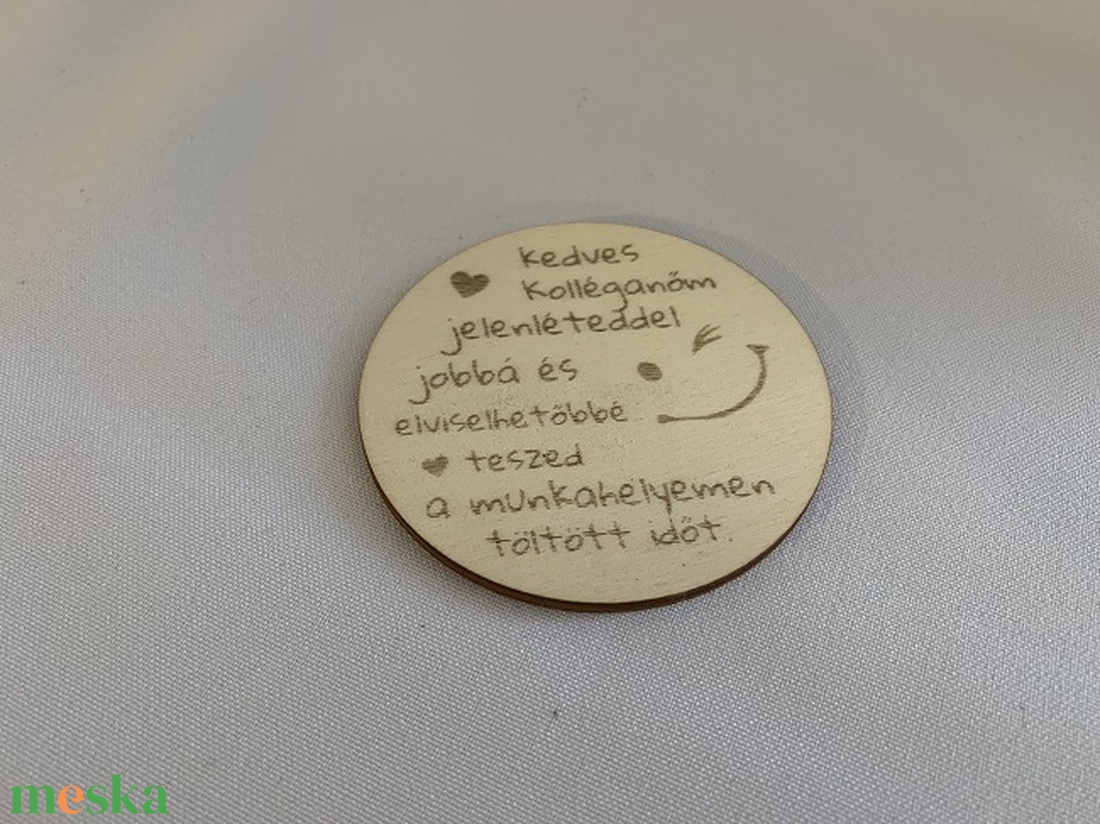 kedves
Kolléganőm
jelenléteddel
jobbá és
elviselhetőbbé
teszed
a munkahelyemen
töltött időt.
meska